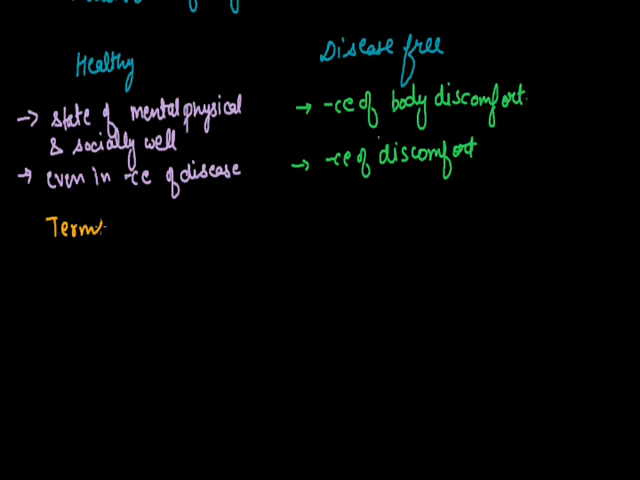 Healthy
Disease free
→ state of mental physical
& socially well
→ even in -ce of disease
→ -ce of body discomfort.
→ -ce of discomfort
Terms